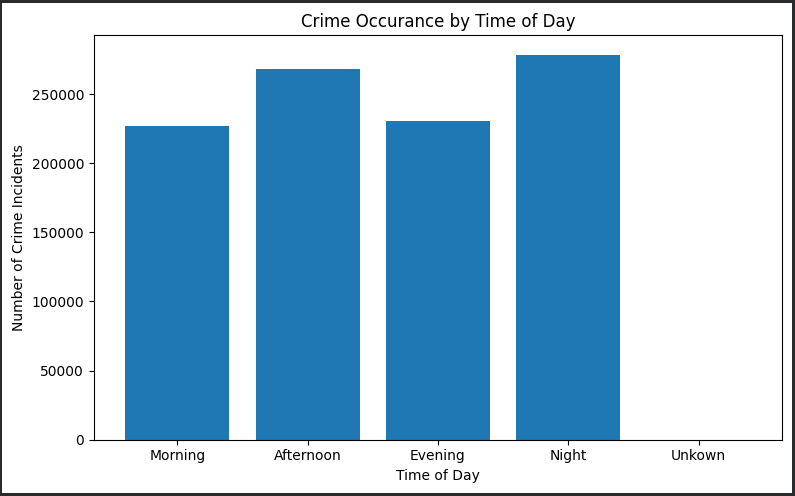 Crime Occurance by Time of Day
Number of Crime Incidents
250000
200000
150000
100000
50000
0
Morning Afternoon Evening Night Unkown
Time of Day